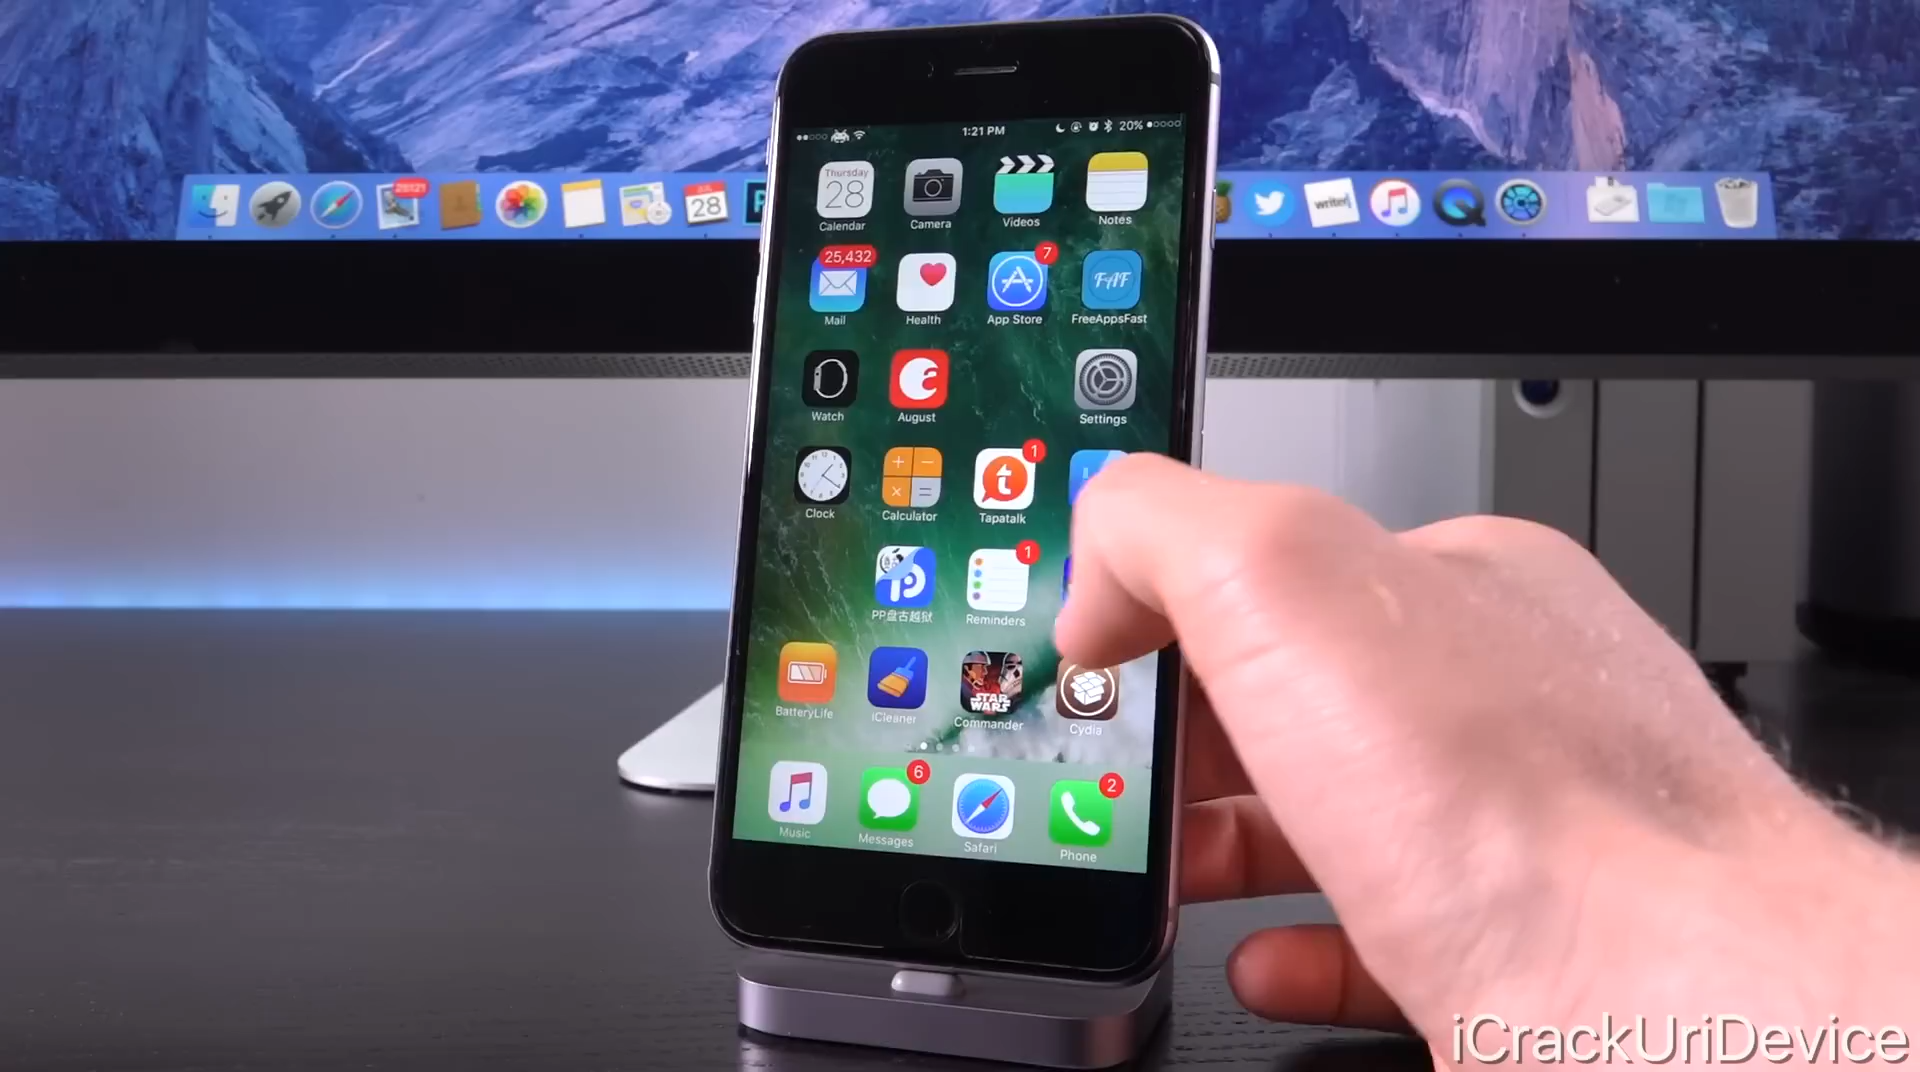 1:21 PM
20%
Thursday
28
Calendar
Camera
Videos
Notes
25,432
7
FAF
Mail
Health
App Store
FreeAppsFast
Watch
August
Settings
1
Clock
Calculator
Tapatalk
1
PP盘古越狱
Reminders
STAR WARS
BatteryLife
iCleaner
Commander
Cydia
6
2
Music
Messages
Safari
Phone
JUL
28
writer
iCrackUriDevice